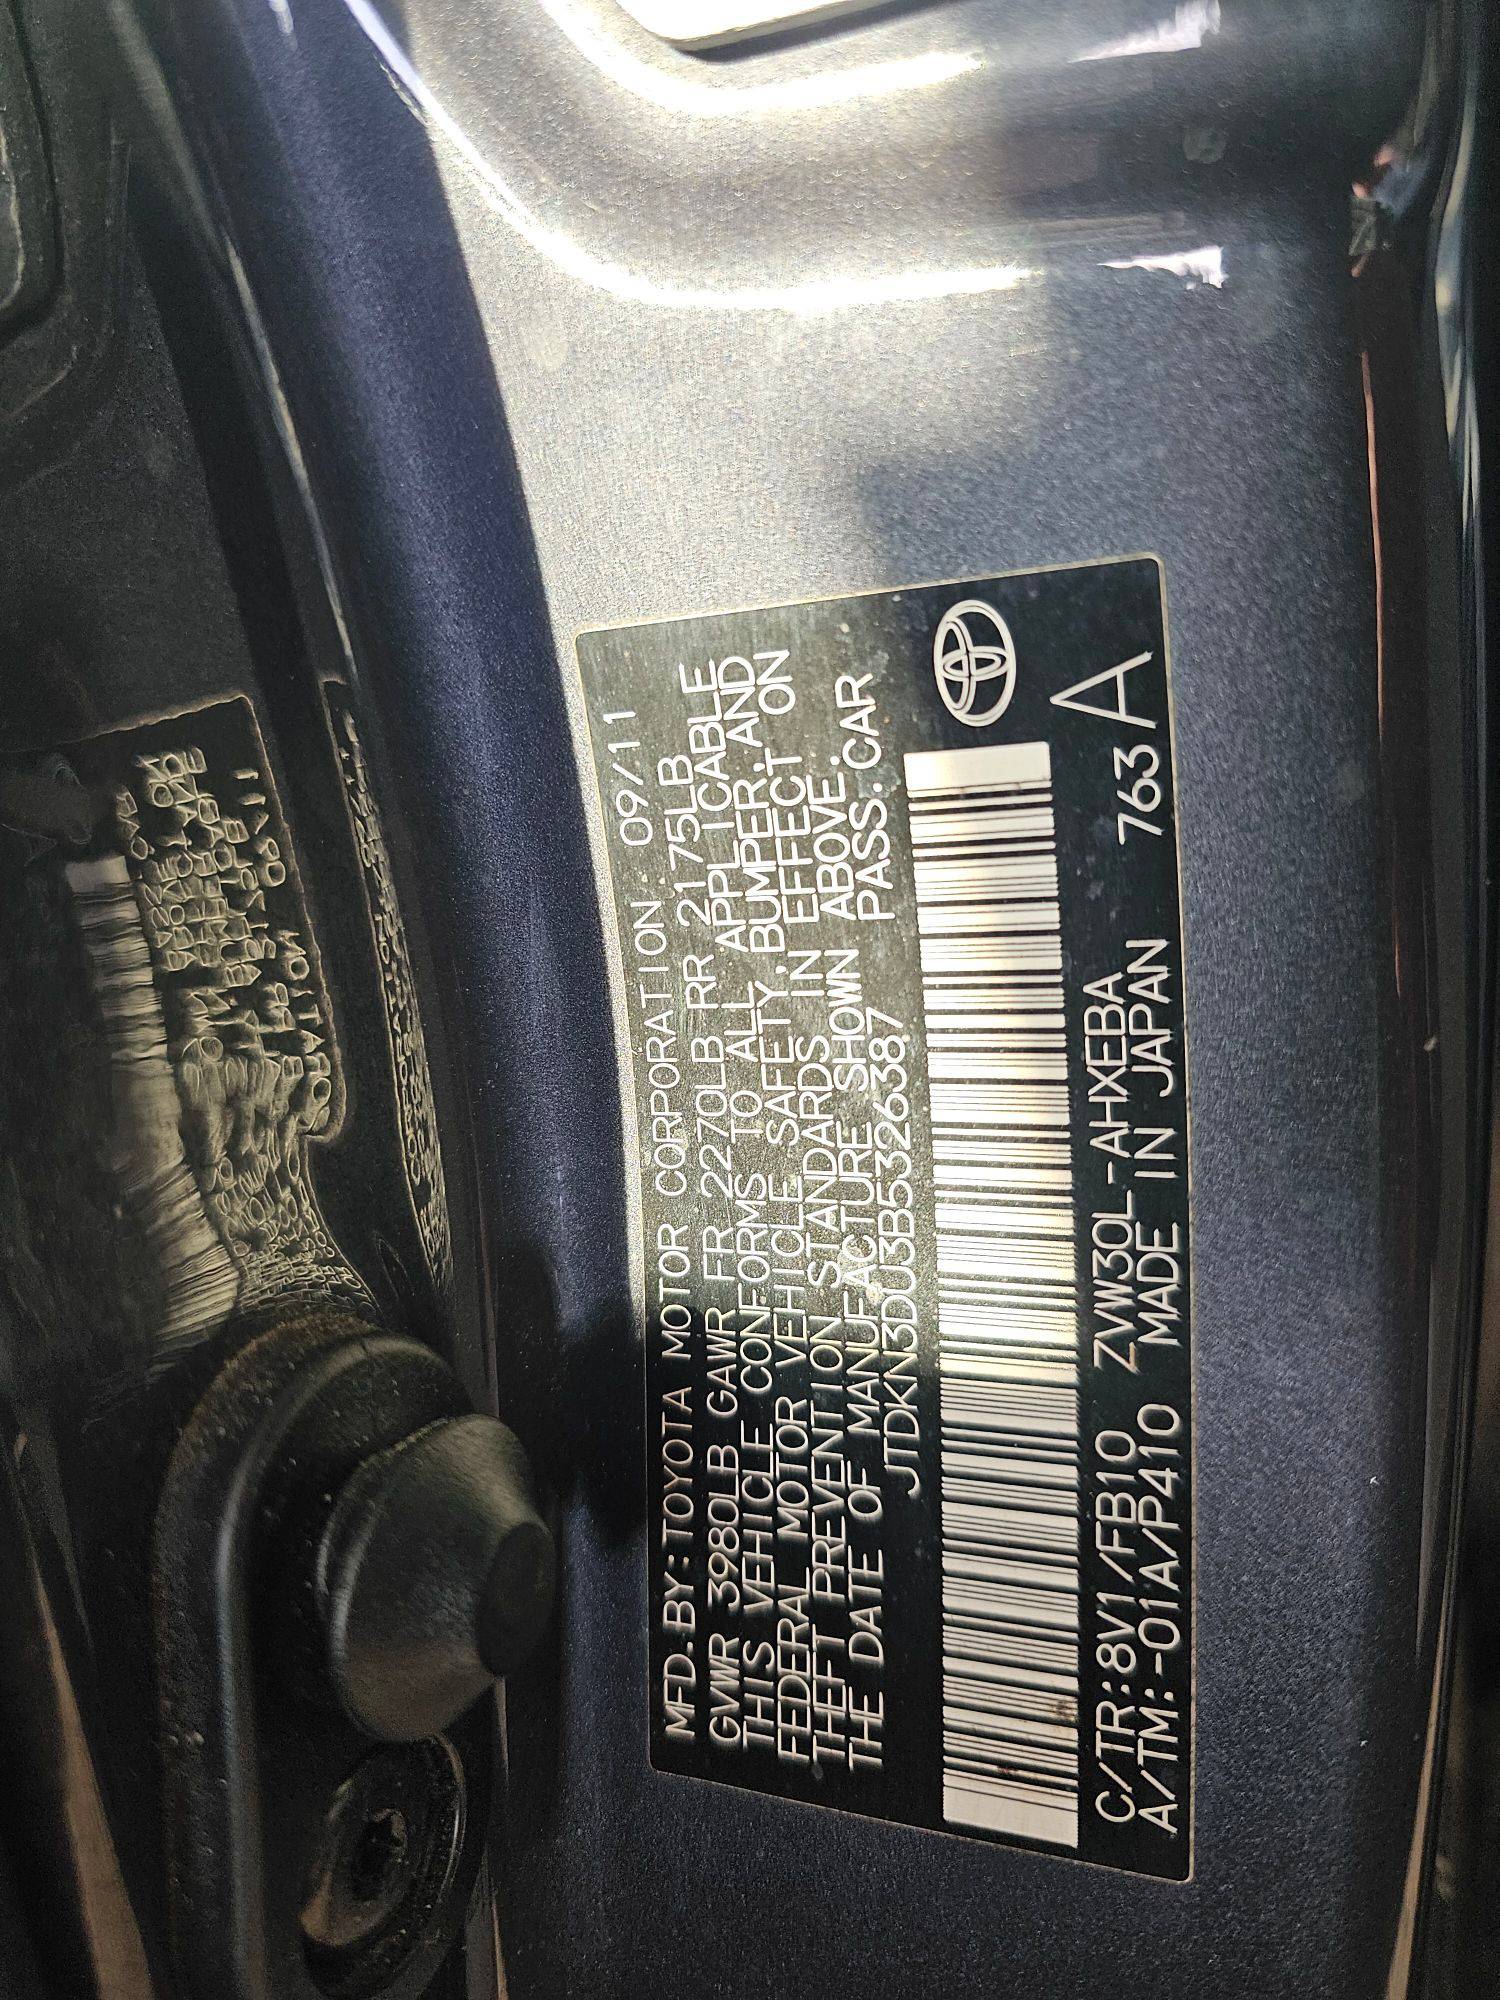 MFD.BY:TOYOTA MOTOR CORPORATION 09/11
GVWR 3980LB GAWR FR 2270LB RR 2175LB
THIS VEHICLE CONFORMS TO ALL APPLICABLE
FEDERAL MOTOR VEHICLE SAFETY,BUMPER,AND
THEFT PREVENTION STANDARDS IN EFFECT ON
THE DATE OF MANUFACTURE SHOWN ABOVE.
JTDKN3DU3B5326387 PASS.CAR
C/TR:8V1/FB10 ZVW30L-AHXEBA 763 A
A/TM:-01A/P410 MADE IN JAPAN